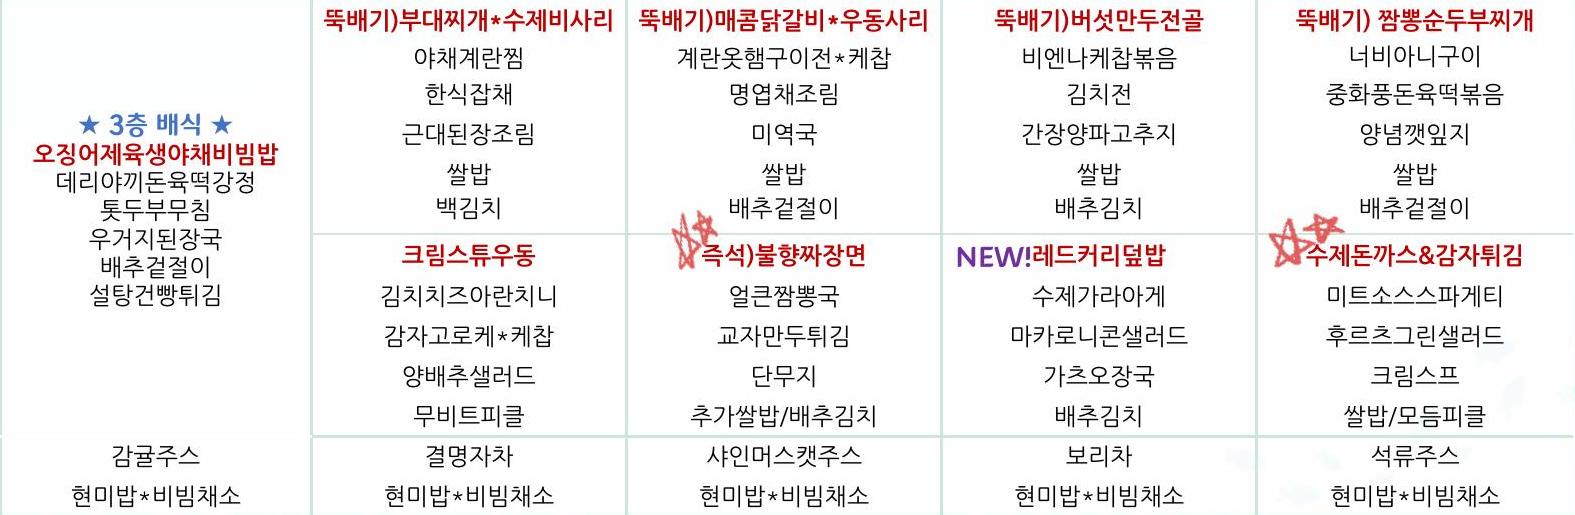 ★ 3층 배식 ★
오징어제육생야채비빔밥
데리야끼돈육떡강정
톳두부무침
우거지된장국
배추겉절이
설탕건빵튀김
감귤주스
현미밥*비빔채소
뚝배기)부대찌개*수제비사리
야채계란찜
한식잡채
근대된장조림
쌀밥
백김치
크림스튜우동
김치치즈아란치니
감자고로케*케찹
양배추샐러드
무비트피클
결명자차
현미밥*비빔채소
뚝배기)매콤닭갈비*우동사리
계란옷햄구이전*케찹
명엽채조림
미역국
쌀밥
배추겉절이
즉석)불향짜장면
얼큰짬뽕국
교자만두튀김
단무지
추가쌀밥/배추김치
샤인머스캣주스
현미밥*비빔채소
뚝배기)버섯만두전골
비엔나케찹볶음
김치전
간장양파고추지
쌀밥
배추김치
NEW!레드커리덮밥
수제가라아게
마카로니콘샐러드
가츠오장국
배추김치
보리차
현미밥*비빔채소
뚝배기) 짬뽕순두부찌개
너비아니구이
중화풍돈육떡볶음
양념깻잎지
쌀밥
배추겉절이
수제돈까스&감자튀김
미트소스스파게티
후르츠그린샐러드
크림스프
쌀밥/모듬피클
석류주스
현미밥*비빔채소